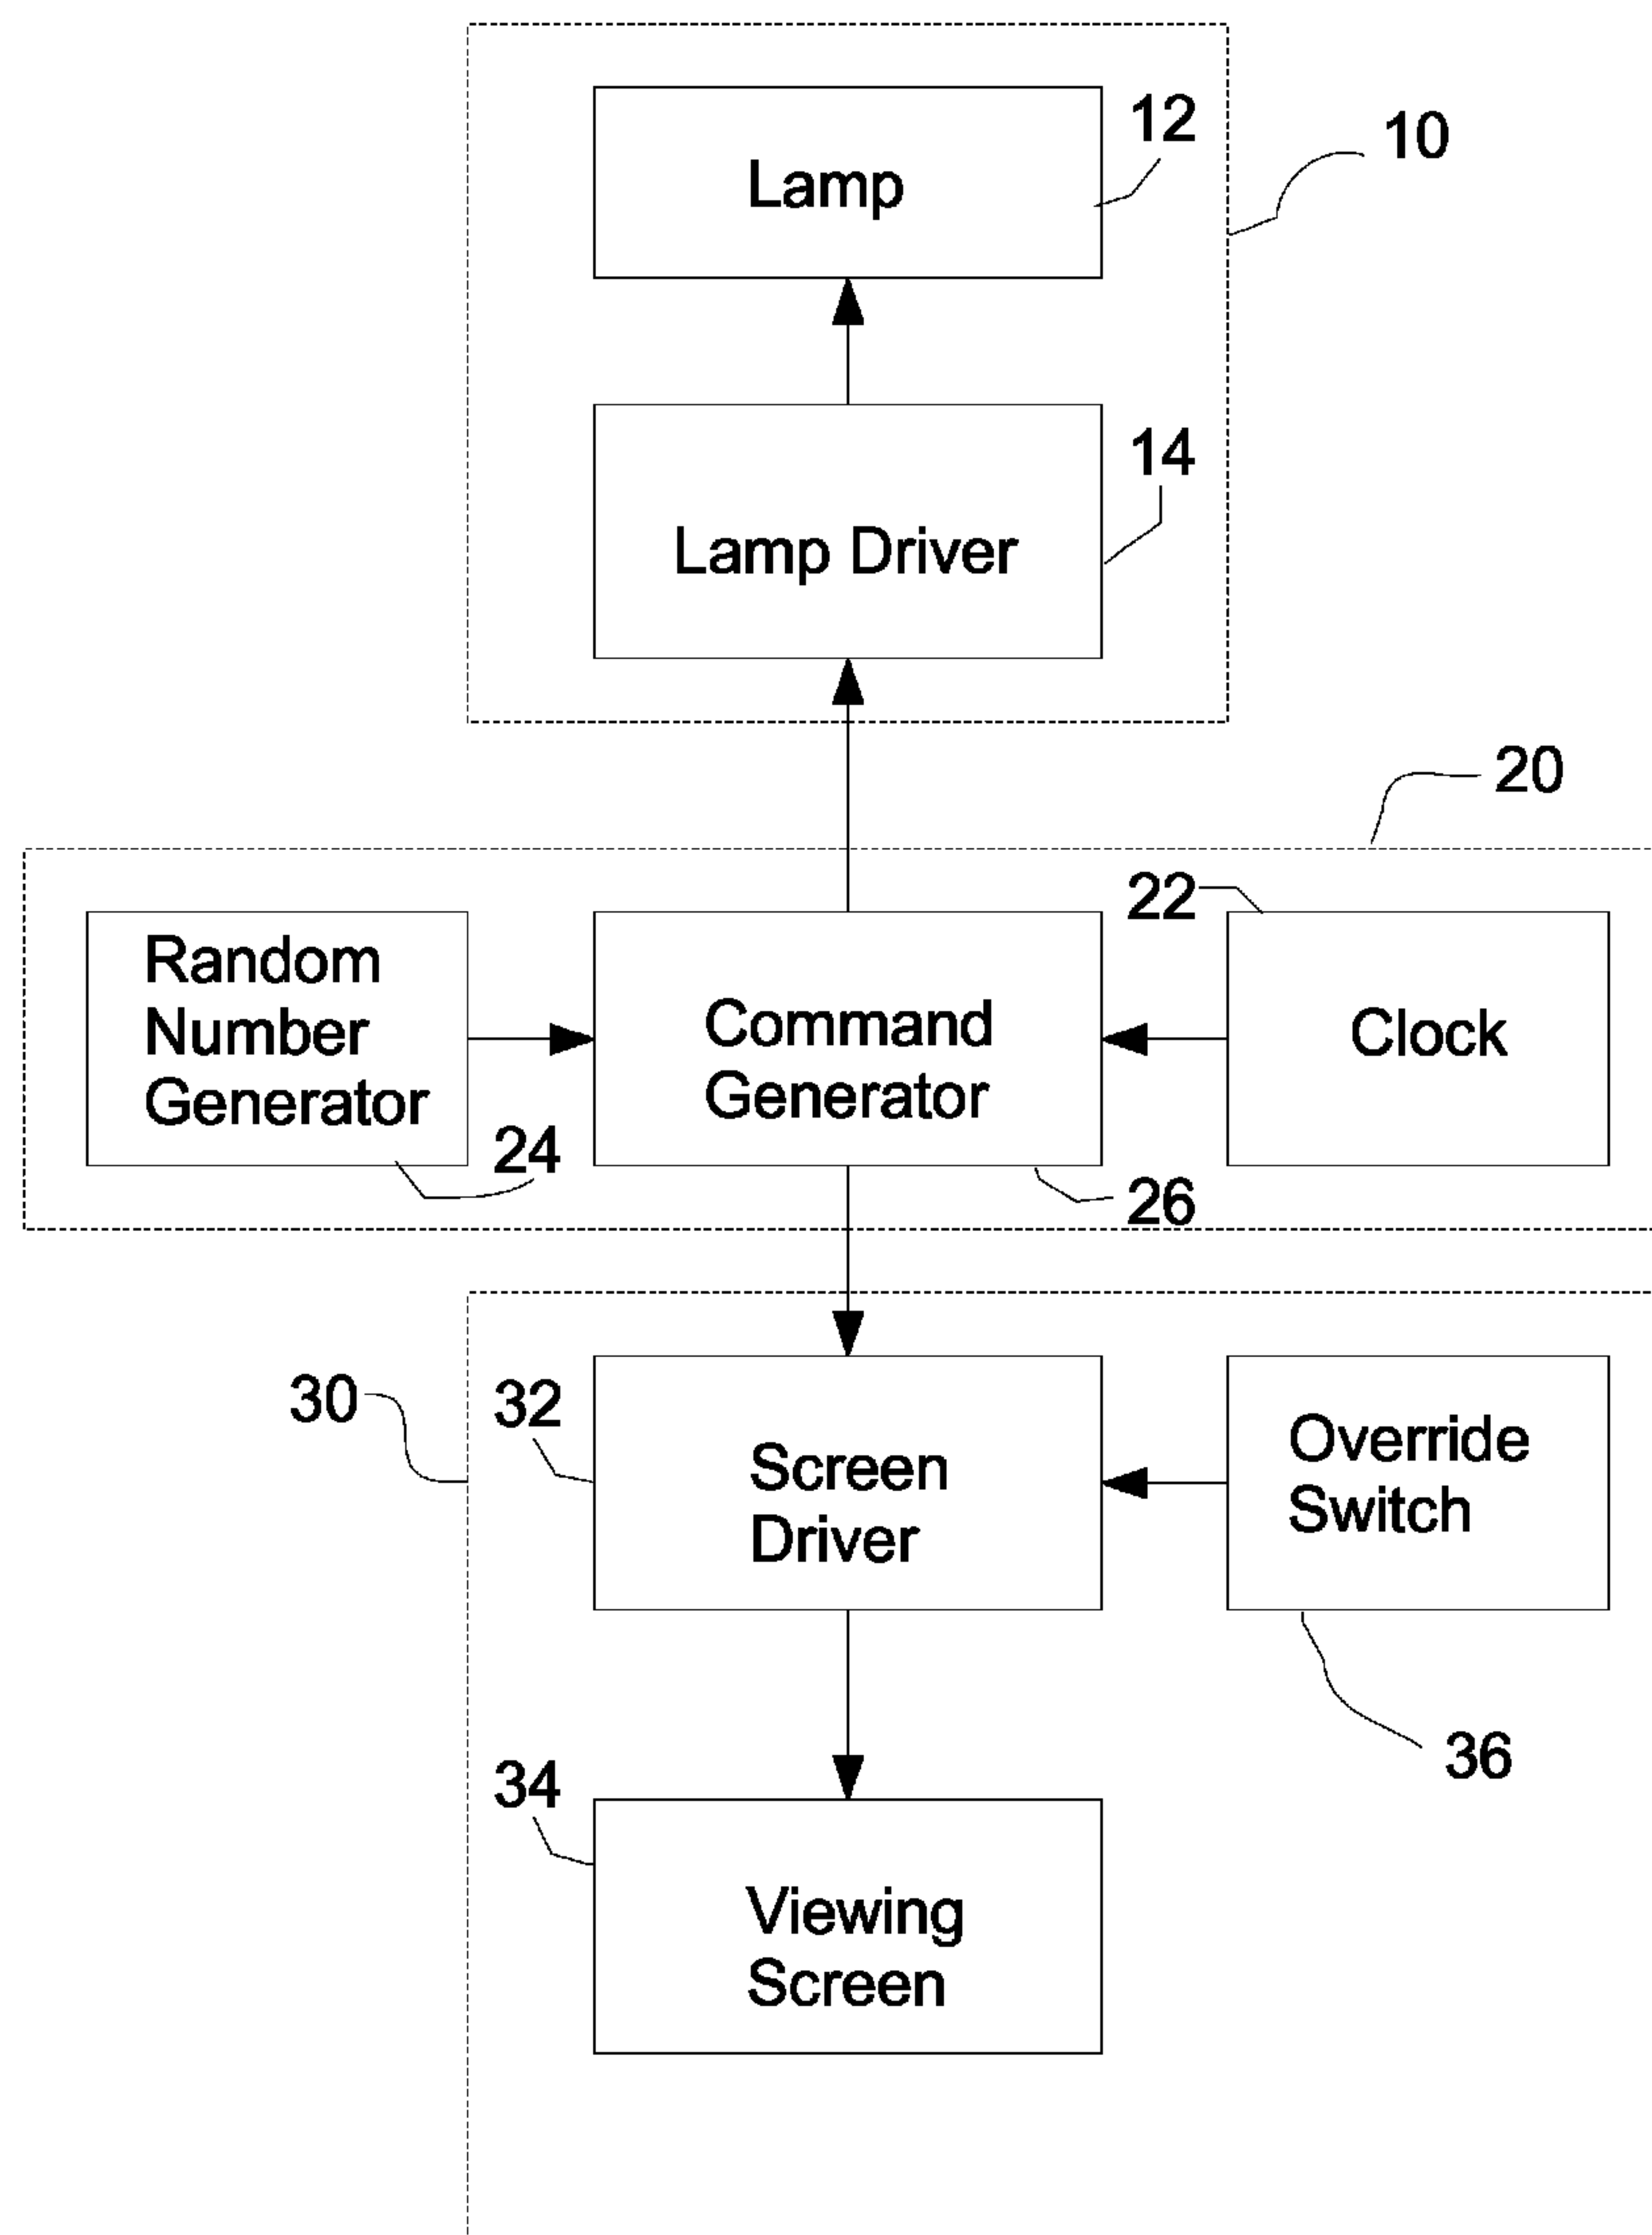 12
10
Lamp
14
Lamp Driver
20
22
Random
Number
Generator
Command
Generator
Clock
24
26
30
32
Screen
Driver
Override
Switch
34
36
Viewing
Screen